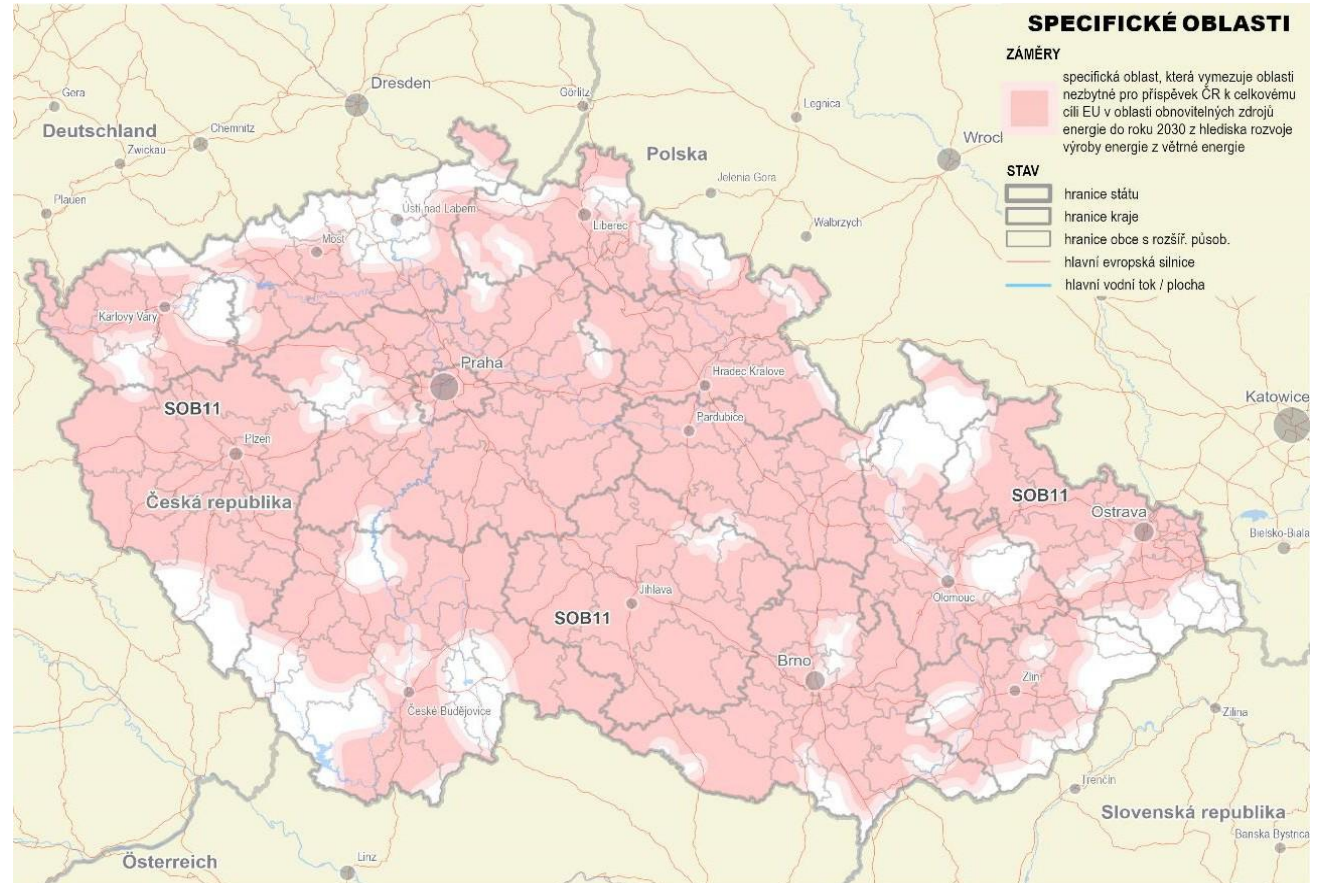 SPECIFICKÉ OBLASTI
ZÁMĚRY
specifická oblast, která vymezuje oblasti
nezbytné pro příspěvek ČR k celkovému
cíli EU v oblasti obnovitelných zdrojů
energie do roku 2030 z hlediska rozvoje
výroby energie z větrné energie
STAV
hranice státu
hranice kraje
hranice obce s rozšíř. působ.
hlavní evropská silnice
hlavní vodní tok / plocha
Dresden
Gera
Görlitz
Legnica
Deutschland
Chemnitz
Zwickau
Wrocł
Polska
Jelenia Gora
Plauen
Ústí nad Labem
Liberec
Walbrzych
Most
Karlovy Vary
Praha
Hradec Kralove
Katowice
SOB11
Pardubice
Plzen
Česká republika
SOB11
Ostrava
Bielsko-Biala
Olomouc
Jihlava
SOB11
Brno
Zlin
České Budějovice
Zilina
Trenčín
Slovenská republika
Banska Bystrica
Österreich
Linz